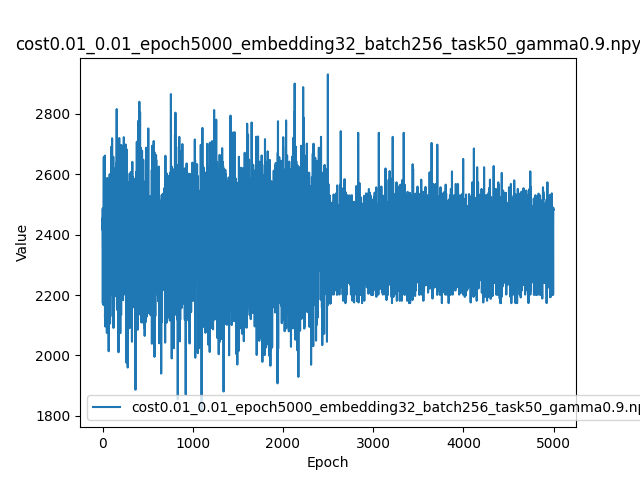 cost0.01_0.01_epoch5000_embedding32_batch256_task50_gamma0.9.npy
Value
2800
2600
2400
2200
2000
1800
cost0.01_0.01_epoch5000_embedding32_batch256_task50_gamma0.9.np
0 1000 2000 3000 4000 5000
Epoch